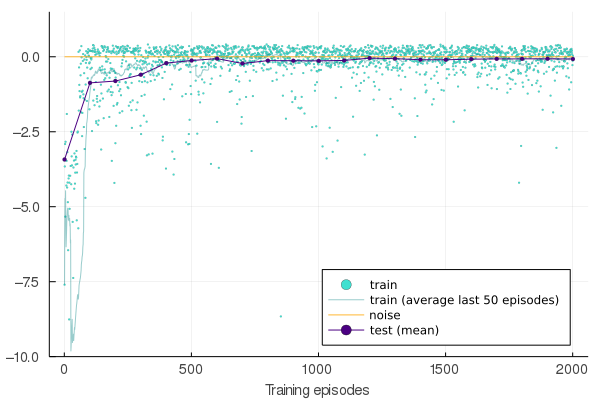 0.0
−2.5
−5.0
−7.5
−10.0
0
500
1000
1500
2000
Training episodes
train
train (average last 50 episodes)
noise
test (mean)